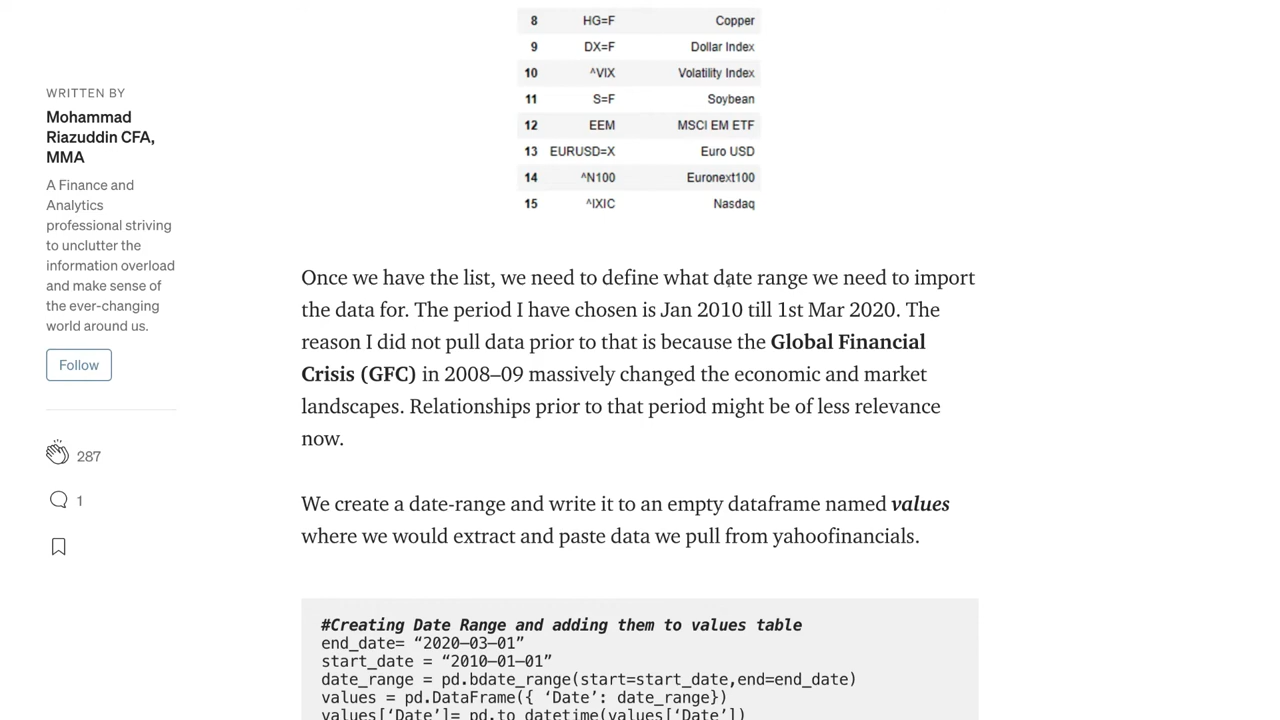 8 HG=F Copper
9 DX=F Dollar Index
10 ^VIX Volatility Index
11 S=F Soybean
12 EEM MSCI EM ETF
13 EURUSD=X Euro USD
14 ^N100 Euronext100
15 ^IXIC Nasdaq
WRITTEN BY
Mohammad
Riazuddin CFA,
MMA
A Finance and
Analytics
professional striving
to unclutter the
information overload
and make sense of
the ever-changing
world around us.
Follow
287
1
Once we have the list, we need to define what date range we need to import
the data for. The period I have chosen is Jan 2010 till 1st Mar 2020. The
reason I did not pull data prior to that is because the Global Financial
Crisis (GFC) in 2008–09 massively changed the economic and market
landscapes. Relationships prior to that period might be of less relevance
now.
We create a date-range and write it to an empty dataframe named values
where we would extract and paste data we pull from yahoofinancials.
#Creating Date Range and adding them to values table
end_date= “2020–03–01”
start_date = “2010–01–01”
date_range = pd.bdate_range(start=start_date,end=end_date)
values = pd.DataFrame({ ‘Date’: date_range})
values[‘Date’]= pd.to_datetime(values[‘Date’])